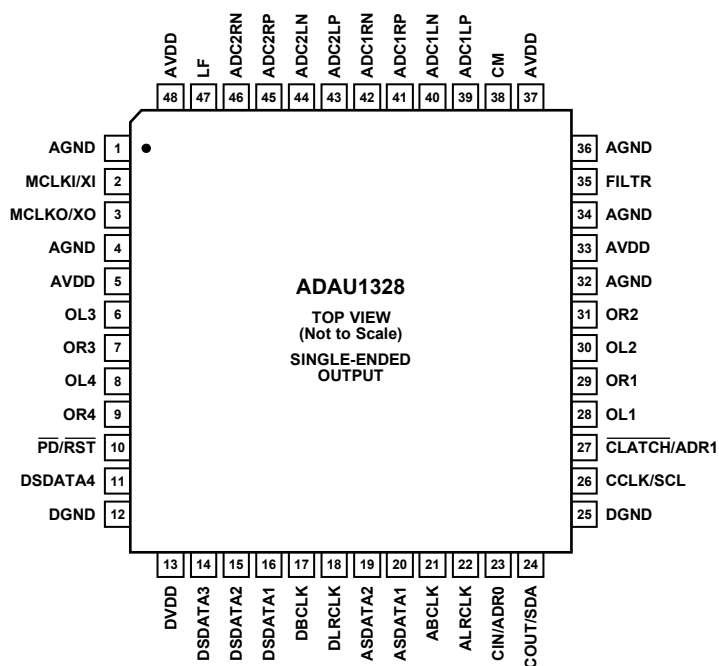 AVDD
LF
ADC2RN
ADC2RP
ADC2LN
ADC2LP
ADC1RN
ADC1RP
ADC1LN
ADC1LP
CM
AVDD
48 47 46 45 44 43 42 41 40 39 38 37
AGND 1
MCLKI/XI 2
MCLKO/XO 3
AGND 4
AVDD 5
OL3 6
OR3 7
OL4 8
OR4 9
PD/RST 10
DSDATA4 11
DGND 12
ADAU1328
TOP VIEW
(Not to Scale)
SINGLE-ENDED
OUTPUT
36 AGND
35 FILTR
34 AGND
33 AVDD
32 AGND
31 OR2
30 OL2
29 OR1
28 OL1
27 CLATCH/ADR1
26 CCLK/SCL
25 DGND
13 14 15 16 17 18 19 20 21 22 23 24
DVDD
DSDATA3
DSDATA2
DSDATA1
DBCLK
DLRCLK
ASDATA2
ASDATA1
ABCLK
ALRCLK
CIN/ADR0
COUT/SDA